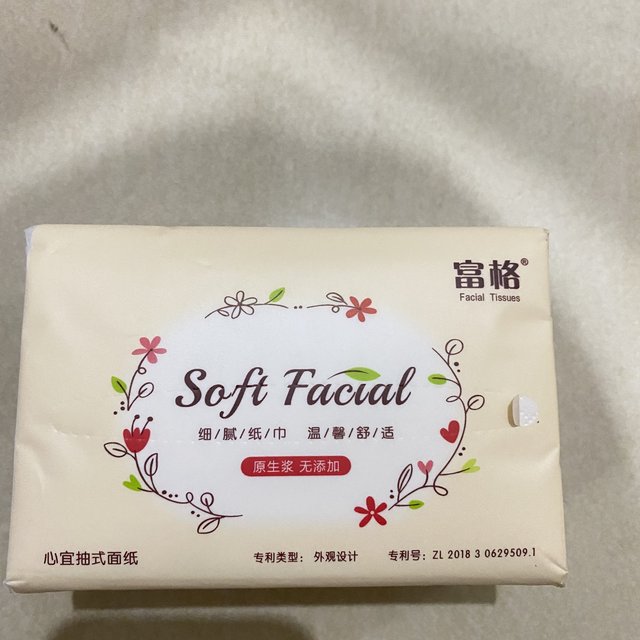 富格®
Facial Tissues
Soft Facial
细/腻/纸/巾 温/馨/舒/适
原生浆 无添加
心宜抽式面纸 专利类型: 外观设计 专利号: ZL 2018 3 0629509.1